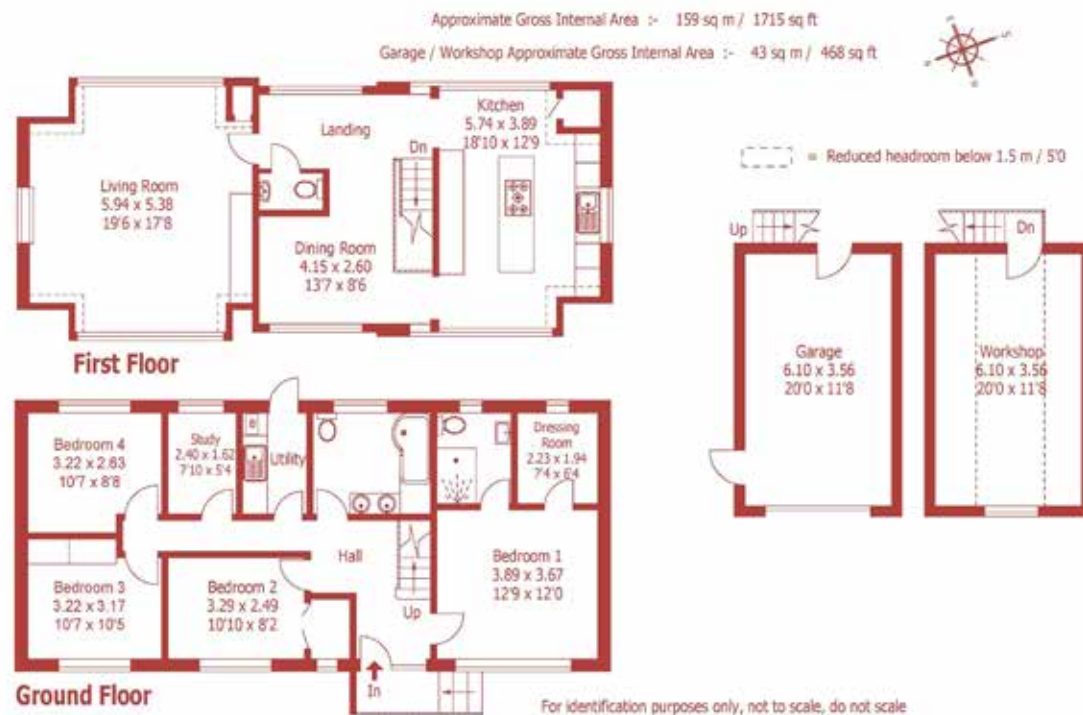 Approximate Gross Internal Area :- 159 sq m / 1715 sq ft
Garage / Workshop Approximate Gross Internal Area :- 43 sq m / 468 sq ft
= Reduced headroom below 1.5 m / 5'0
Living Room
5.94 x 5.38
19'6 x 17'8
Landing
Dn
Kitchen
5.74 x 3.89
18'10 x 12'9
Dining Room
4.15 x 2.60
13'7 x 8'6
First Floor
Up
Garage
6.10 x 3.56
20'0 x 11'8
Dn
Workshop
6.10 x 3.56
20'0 x 11'8
Bedroom 4
3.22 x 2.63
10'7 x 8'8
Study
2.40 x 1.62
7'10 x 5'4
Utility
Dressing
Room
2.23 x 1.94
7'4 x 6'4
Bedroom 3
3.22 x 3.17
10'7 x 10'5
Bedroom 2
3.29 x 2.49
10'10 x 8'2
Hall
Up
Bedroom 1
3.89 x 3.67
12'9 x 12'0
In
Ground Floor
For identification purposes only, not to scale, do not scale